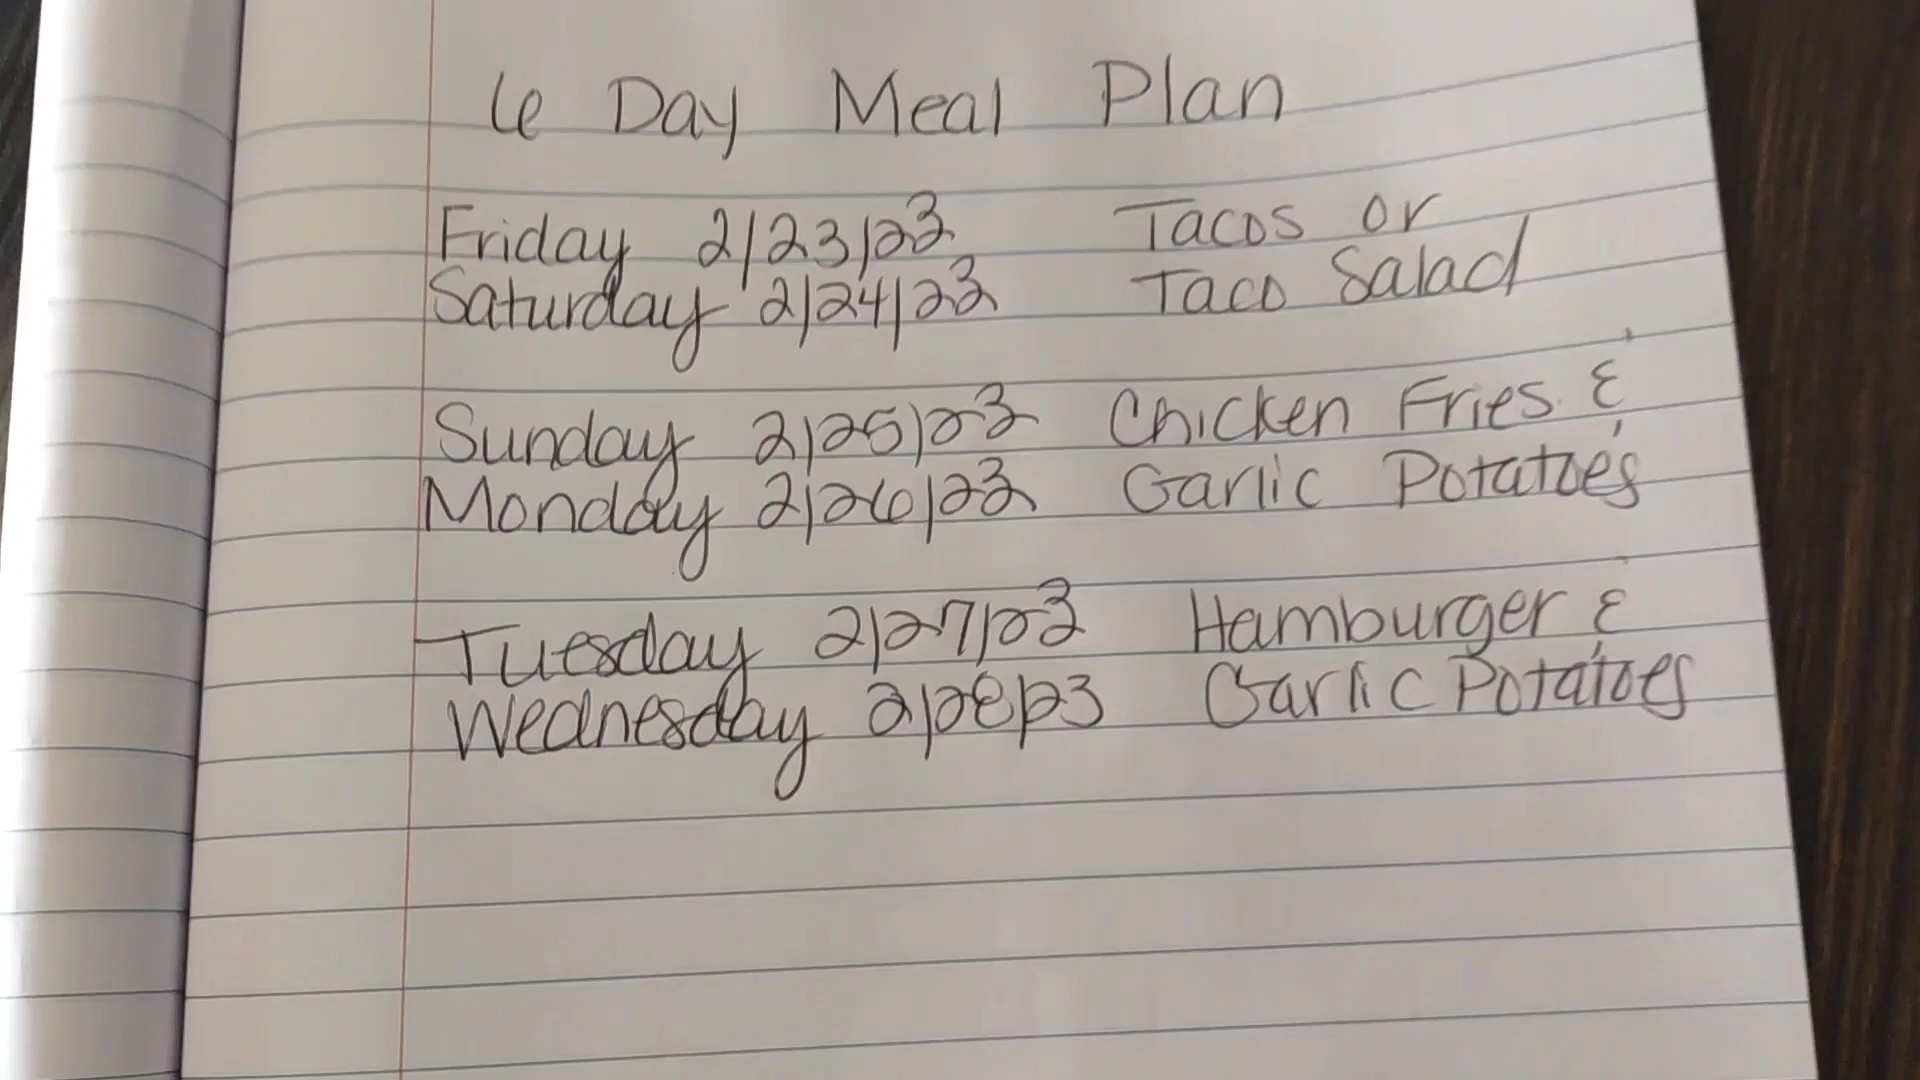 6 Day Meal Plan
Friday 2/23/23 Tacos or
Saturday 2/24/23 Taco Salad
Sunday 2/25/23 Chicken Fries &
Monday 2/26/23 Garlic Potatoes
Tuesday 2/27/23 Hamburger &
Wednesday 2/28/23 Garlic Potatoes